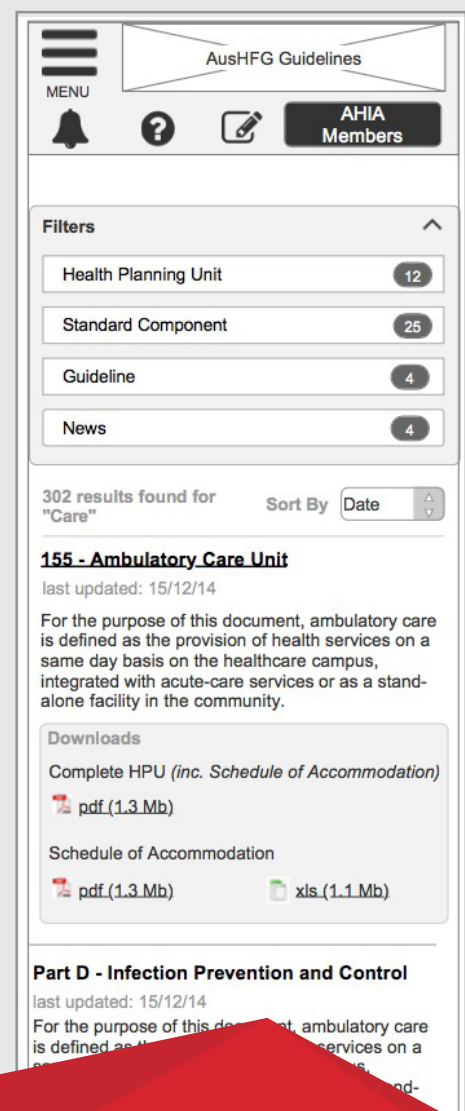 AusHFG Guidelines
MENU
AHIA
Members
Filters
Health Planning Unit 12
Standard Component 25
Guideline 4
News 4
302 results found for
"Care"
Sort By Date
155 - Ambulatory Care Unit
last updated: 15/12/14
For the purpose of this document, ambulatory care
is defined as the provision of health services on a
same day basis on the healthcare campus,
integrated with acute-care services or as a stand-
alone facility in the community.
Downloads
Complete HPU (inc. Schedule of Accommodation)
pdf (1.3 Mb)
Schedule of Accommodation
pdf (1.3 Mb) xls (1.1 Mb)
Part D - Infection Prevention and Control
last updated: 15/12/14
For the purpose of this ambulatory care
is defined as services on a